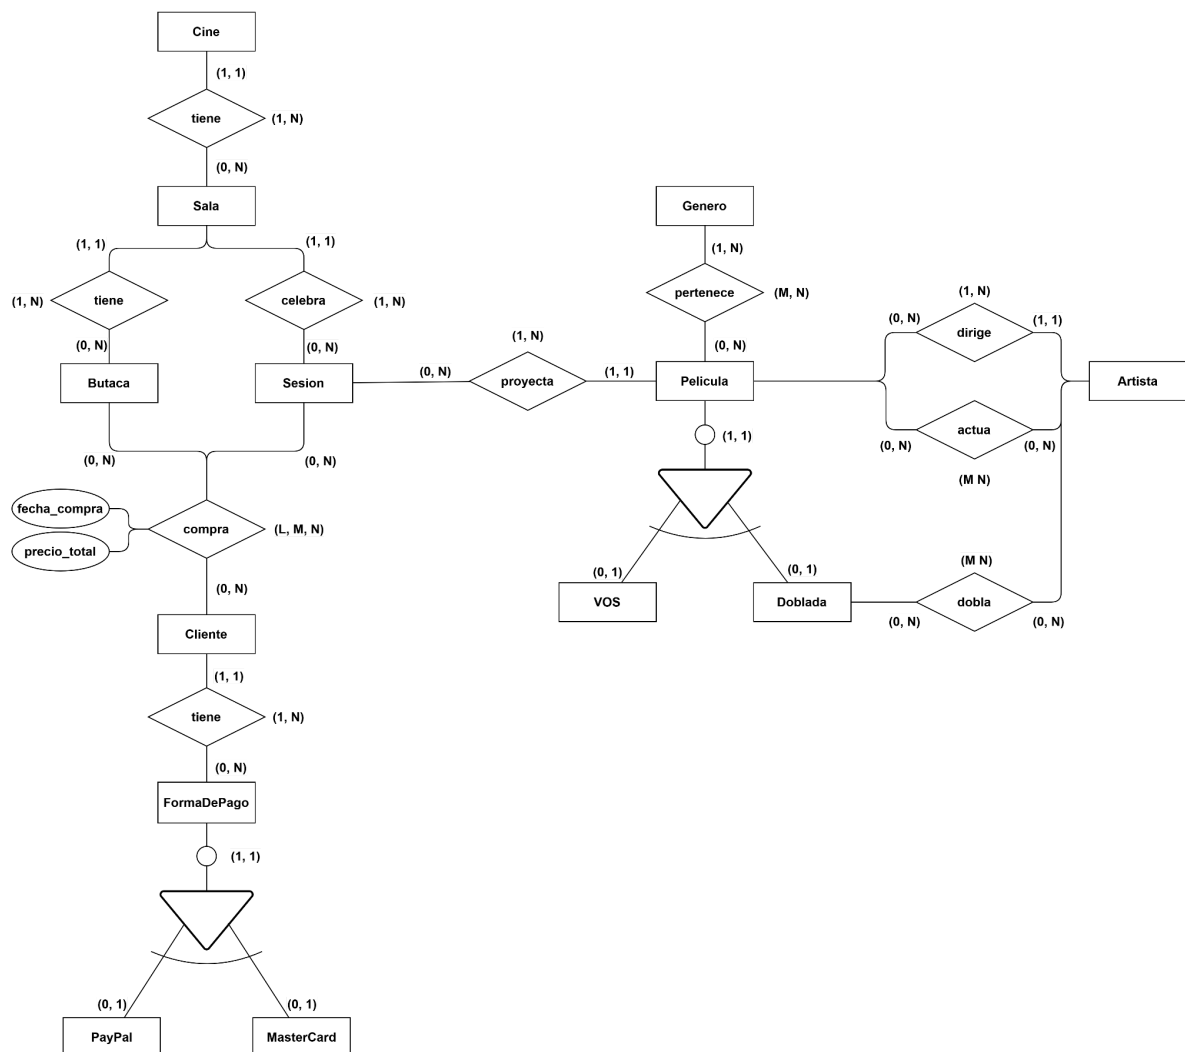 Cine
(1, 1)
tiene
(1, N)
(0, N)
Sala
(1, 1)
(1, 1)
(1, N)
tiene
celebra
(1, N)
(0, N)
(0, N)
Butaca
Sesion
(0, N)
(1, N)
proyecta
(1, 1)
Genero
(1, N)
pertenece
(M, N)
(0, N)
Pelicula
(0, N)
(1, N)
dirige
(1, 1)
Artista
(0, N)
actua
(0, N)
(M N)
(1, 1)
(0, 1)
(0, 1)
VOS
Doblada
(M N)
dobla
(0, N)
(0, N)
(0, N)
(0, N)
fecha_compra
precio_total
compra
(L, M, N)
(0, N)
Cliente
(1, 1)
tiene
(1, N)
(0, N)
FormaDePago
(1, 1)
(0, 1)
(0, 1)
PayPal
MasterCard